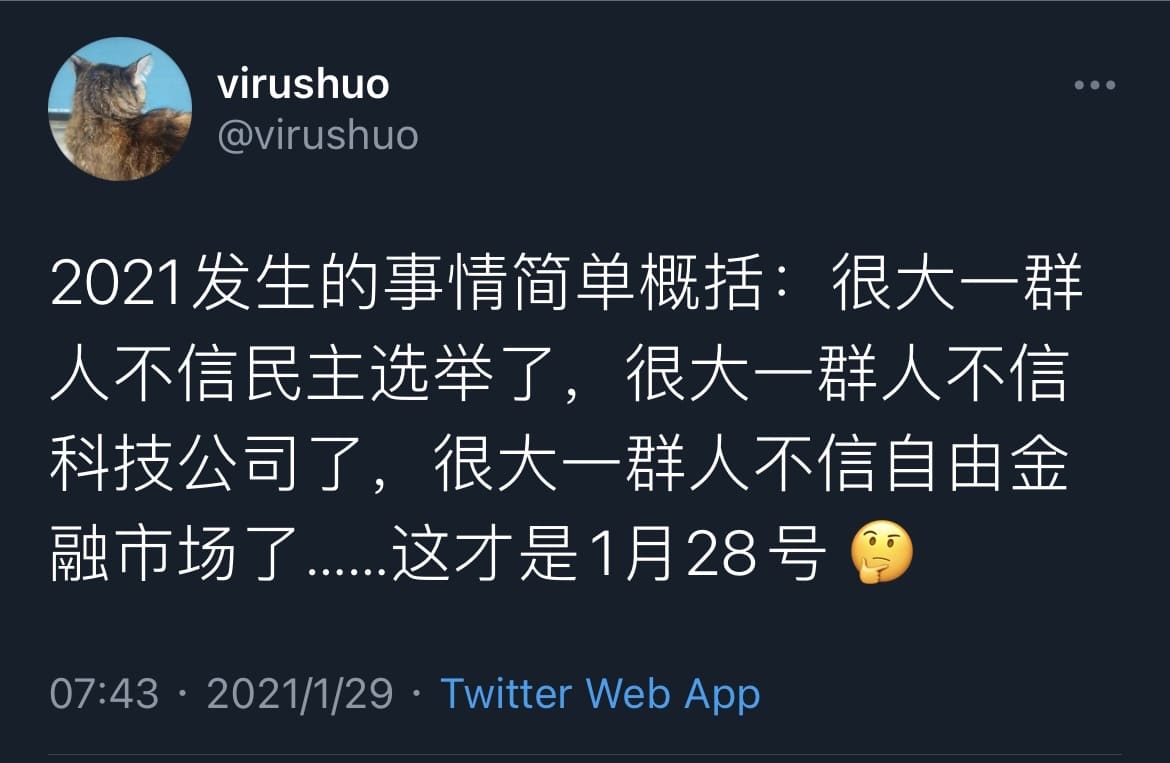 virushuo
@virushuo
2021发生的事情简单概括：很大一群
人不信民主选举了，很大一群人不信
科技公司了，很大一群人不信自由金
融市场了……这才是1月28号 🤔
07:43 · 2021/1/29 · Twitter Web App